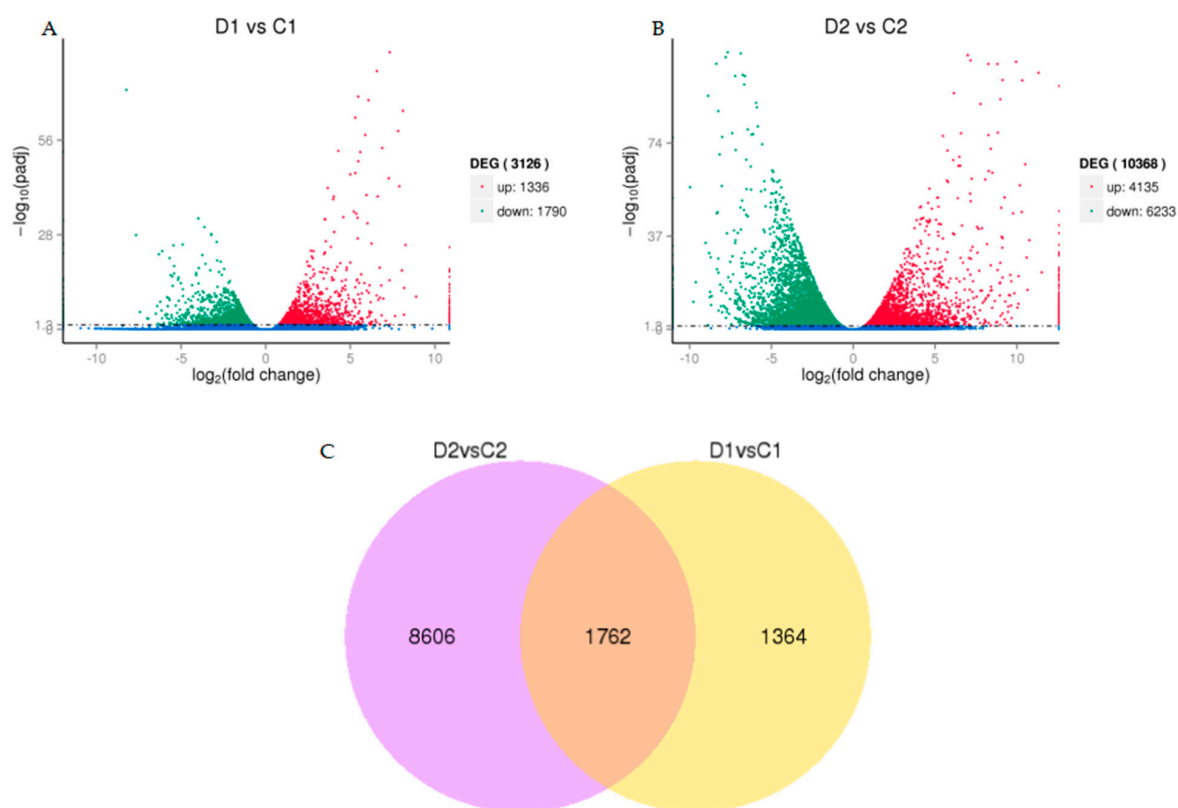 A
D1 vs C1
−log10(padj)
56
28
1.3
0
-10
-5
0
5
10
log2(fold change)
DEG ( 3126 )
up: 1336
down: 1790
B
D2 vs C2
−log10(padj)
74
37
1.3
0
-10
-5
0
5
10
log2(fold change)
DEG ( 10368 )
up: 4135
down: 6233
C
D2vsC2
D1vsC1
8606
1762
1364